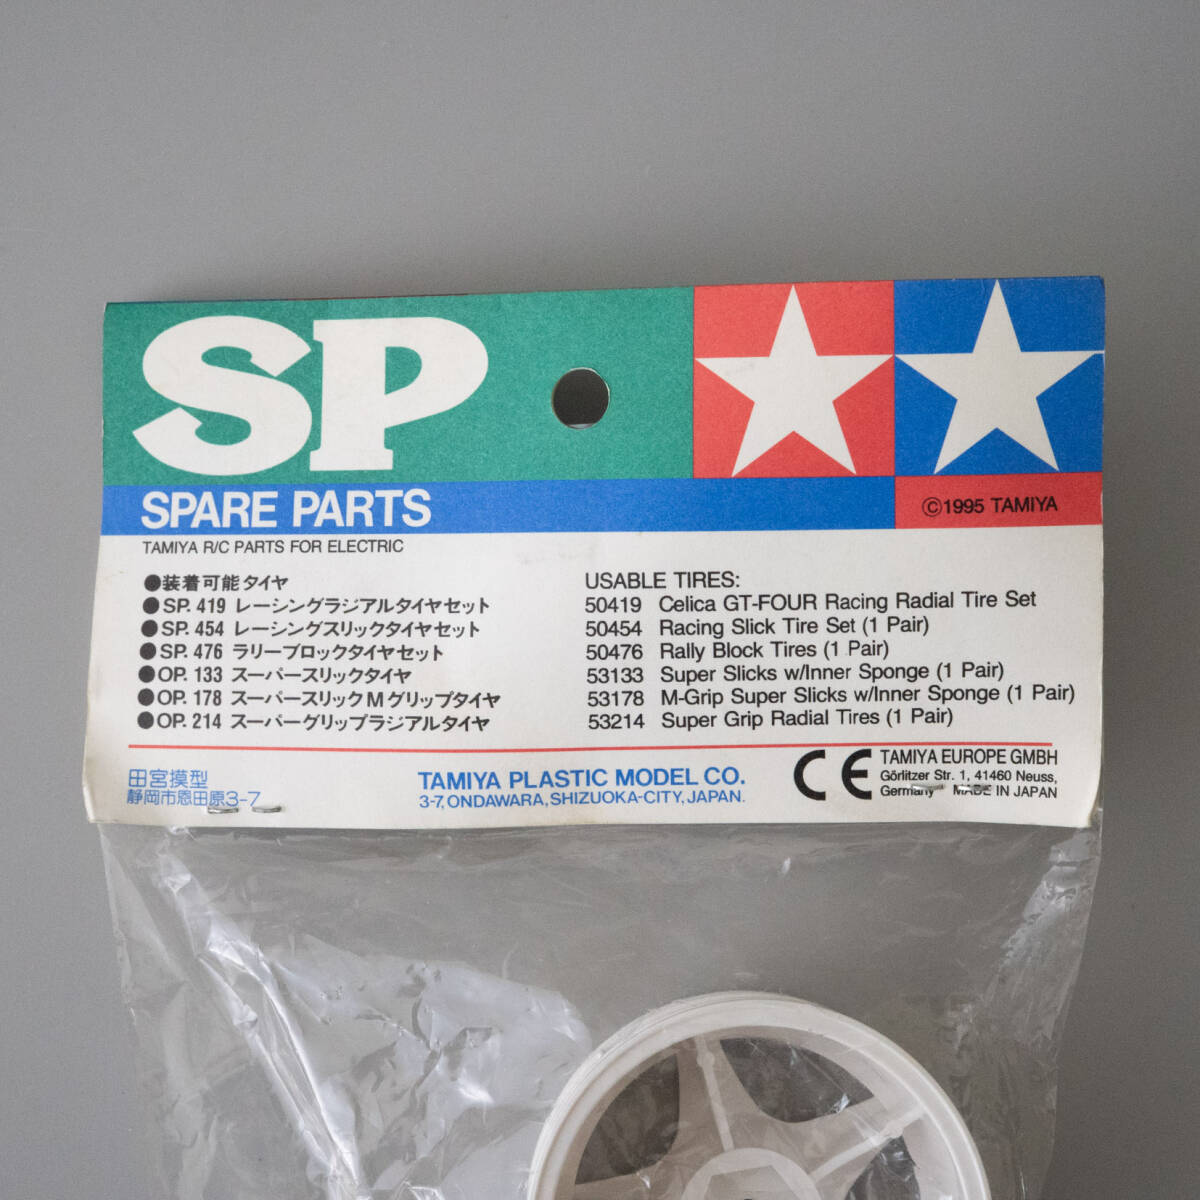 SP
SPARE PARTS
©1995 TAMIYA
TAMIYA R/C PARTS FOR ELECTRIC
●装着可能タイヤ
●SP. 419 レーシングラジアルタイヤセット
●SP. 454 レーシングスリックタイヤセット
●SP. 476 ラリーブロックタイヤセット
●OP. 133 スーパースリックタイヤ
●OP. 178 スーパースリックMグリップタイヤ
●OP. 214 スーパーグリップラジアルタイヤ
USABLE TIRES:
50419 Celica GT-FOUR Racing Radial Tire Set
50454 Racing Slick Tire Set (1 Pair)
50476 Rally Block Tires (1 Pair)
53133 Super Slicks w/Inner Sponge (1 Pair)
53178 M-Grip Super Slicks w/Inner Sponge (1 Pair)
53214 Super Grip Radial Tires (1 Pair)
田宮模型
静岡市恩田原3-7
TAMIYA PLASTIC MODEL CO.
3-7, ONDAWARA, SHIZUOKA-CITY, JAPAN.
CE
TAMIYA EUROPE GMBH
Görlitzer Str. 1, 41460 Neuss,
Germany MADE IN JAPAN